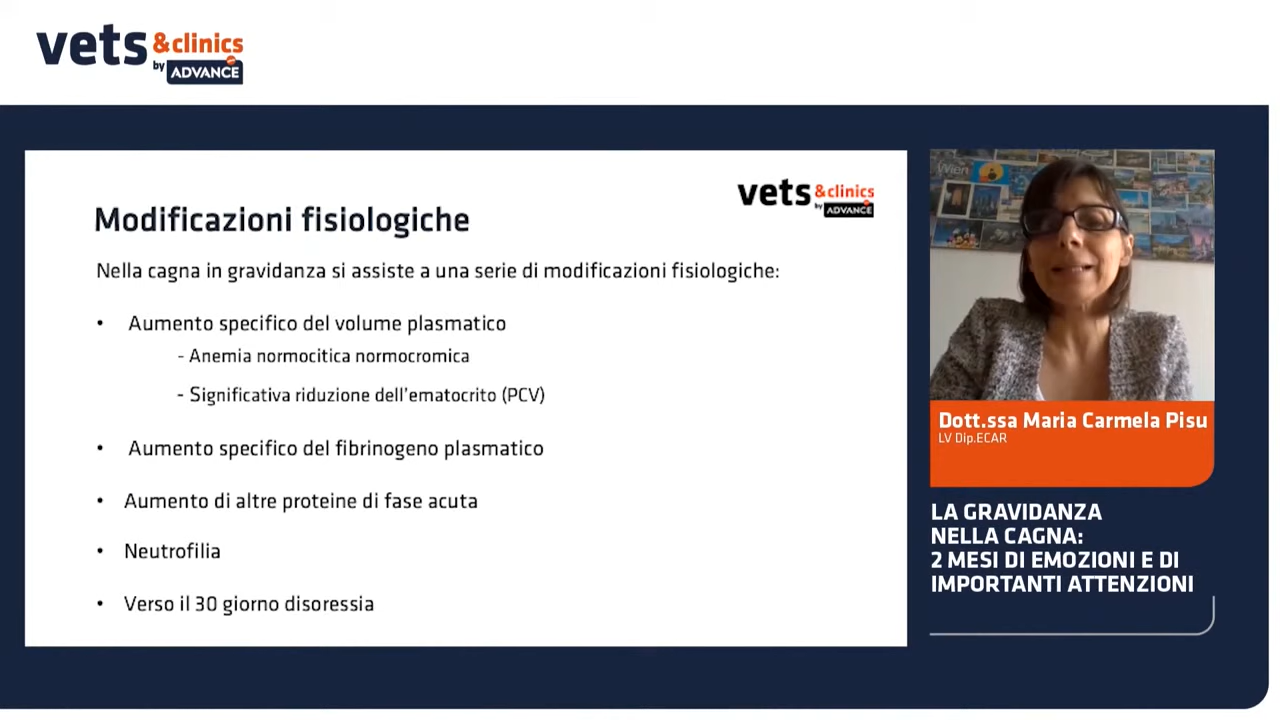 vets &clinics
by ADVANCE
vets &clinics
by ADVANCE
Modificazioni fisiologiche
Nella cagna in gravidanza si assiste a una serie di modificazioni fisiologiche:
• Aumento specifico del volume plasmatico
- Anemia normocitica normocromica
- Significativa riduzione dell'ematocrito (PCV)
• Aumento specifico del fibrinogeno plasmatico
• Aumento di altre proteine di fase acuta
• Neutrofilia
• Verso il 30 giorno disoressia
Wien
Dott.ssa Maria Carmela Pisu
LV Dip.ECAR
LA GRAVIDANZA
NELLA CAGNA:
2 MESI DI EMOZIONI E DI
IMPORTANTI ATTENZIONI